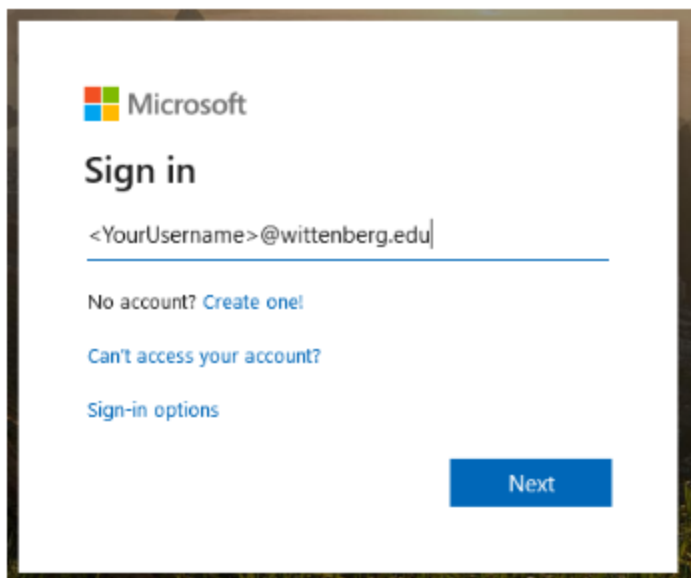 Microsoft
Sign in
<YourUsername>@wittenberg.edu
No account? Create one!
Can't access your account?
Sign-in options
Next